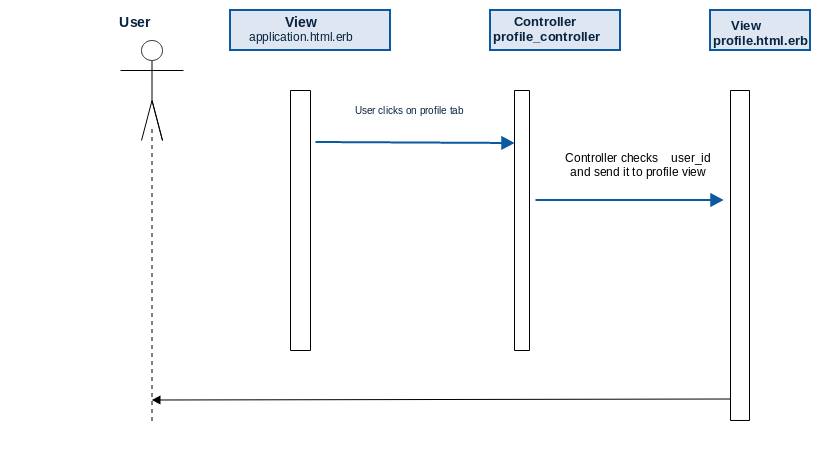 User
View
application.html.erb
Controller
profile_controller
View
profile.html.erb
User clicks on profile tab
Controller checks user_id
and send it to profile view